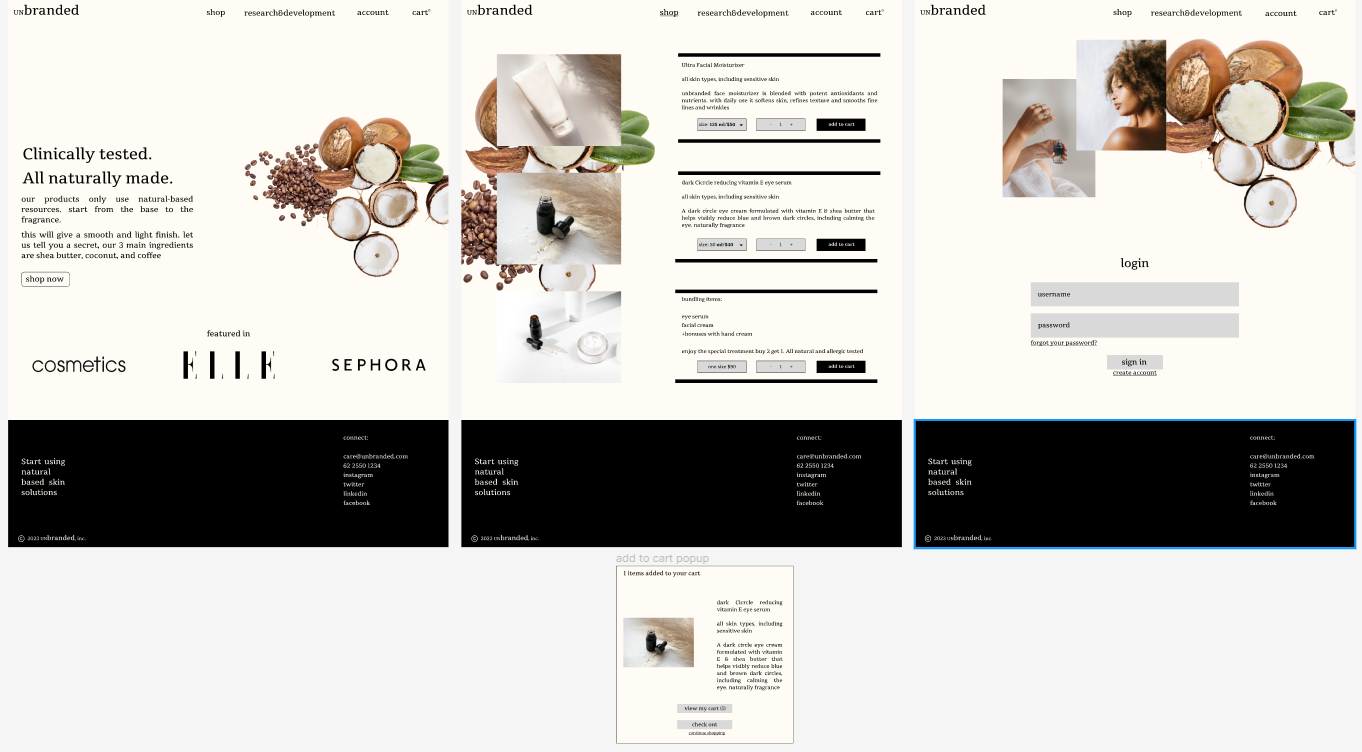 UNbranded
shop research&development account cart°
Clinically tested.
All naturally made.
our products only use natural-based
resources. start from the base to the
fragrance.
this will give a smooth and light finish. let
us tell you a secret, our 3 main ingredients
are shea butter, coconut, and coffee
shop now
featured in
cosmetics ELLE SEPHORA
Start using
natural
based skin
solutions
connect:
care@unbranded.com
62 2550 1234
instagram
twitter
linkedin
facebook
© 2023 UNbranded, inc.
UNbranded
shop research&development account cart°
Ultra Facial Moisturizer
all skin types, including sensitive skin
unbranded face moisturizer is blended with potent antioxidants and
nutrients. with daily use it softens skin, refines texture and smooths fine
lines and wrinkles
size: 125 ml/$50 - 1 + add to cart
dark Cicrcle reducing vitamin E eye serum
all skin types, including sensitive skin
A dark circle eye cream formulated with vitamin E & shea butter that
helps visibly reduce blue and brown dark circles, including calming the
eye. naturally fragrance
size: 50 ml/$40 - 1 + add to cart
bundling items:
eye serum
facial cream
+bonuses with hand cream
enjoy the special treatment buy 2 get 1. All natural and allergic tested
one size $90 - 1 + add to cart
Start using
natural
based skin
solutions
connect:
care@unbranded.com
62 2550 1234
instagram
twitter
linkedin
facebook
© 2023 UNbranded, inc.
UNbranded
shop research&development account cart°
login
username
password
forgot your password?
sign in
create account
Start using
natural
based skin
solutions
connect:
care@unbranded.com
62 2550 1234
instagram
twitter
linkedin
facebook
© 2023 UNbranded, inc.
add to cart popup
1 items added to your cart
dark Cicrcle reducing
vitamin E eye serum
all skin types, including
sensitive skin
A dark circle eye cream
formulated with vitamin
E & shea butter that
helps visibly reduce blue
and brown dark circles,
including calming the
eye. naturally fragrance
view my cart (1)
check out
continue shopping